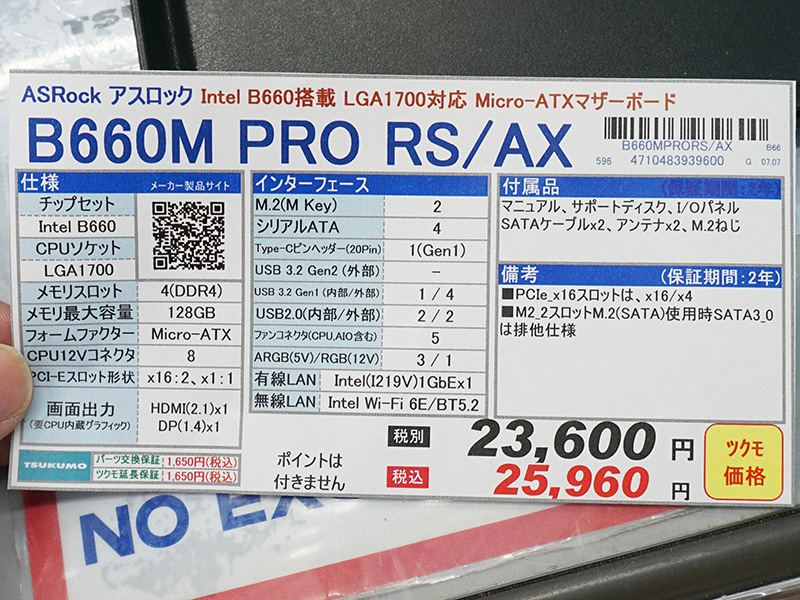 ASRock アスロック Intel B660搭載 LGA1700対応 Micro-ATXマザーボード
B660M PRO RS/AX
B660MPRORS/AX B66
596 4710483939600 G 07.07
仕様 メーカー製品サイト
チップセット
Intel B660
CPUソケット
LGA1700
メモリスロット 4(DDR4)
メモリ最大容量 128GB
フォームファクター Micro-ATX
CPU12Vコネクタ 8
PCI-Eスロット形状 x16:2、x1:1
画面出力 HDMI(2.1)x1
(要CPU内蔵グラフィック) DP(1.4)x1
インターフェース
M.2(M Key) 2
シリアルATA 4
Type-Cピンヘッダー(20Pin) 1(Gen1)
USB 3.2 Gen2 (外部) －
USB 3.2 Gen1 (内部/外部) 1 / 4
USB2.0(内部/外部) 2 / 2
ファンコネクタ(CPU,AIO含む) 5
ARGB(5V)/RGB(12V) 3 / 1
有線LAN Intel(I219V)1GbEx1
無線LAN Intel Wi-Fi 6E/BT5.2
付属品 (保証期間:2年)
マニュアル、サポートディスク、I/Oパネル
SATAケーブルx2、アンテナx2、M.2ねじ
備考 (保証期間:2年)
■PCIe_x16スロットは、x16/x4
■M2_2スロットM.2(SATA)使用時SATA3_0
は排他仕様
TSUKUMO パーツ交換保証 1,650円(税込)
ツクモ延長保証 1,650円(税込)
ポイントは
付きません
税別 23,600 円
税込 25,960 円
ツクモ
価格
NO EX